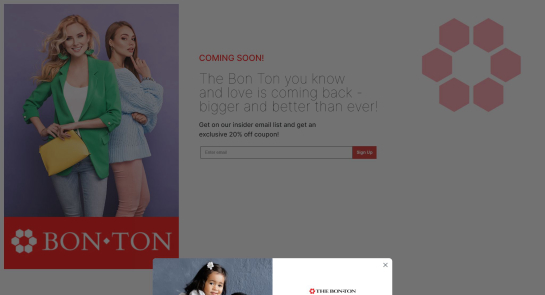 COMING SOON!
The Bon Ton you know
and love is coming back -
bigger and better than ever!
Get on our insider email list and get an
exclusive 20% off coupon!
Enter email
Sign Up
BON•TON
THE BON•TON